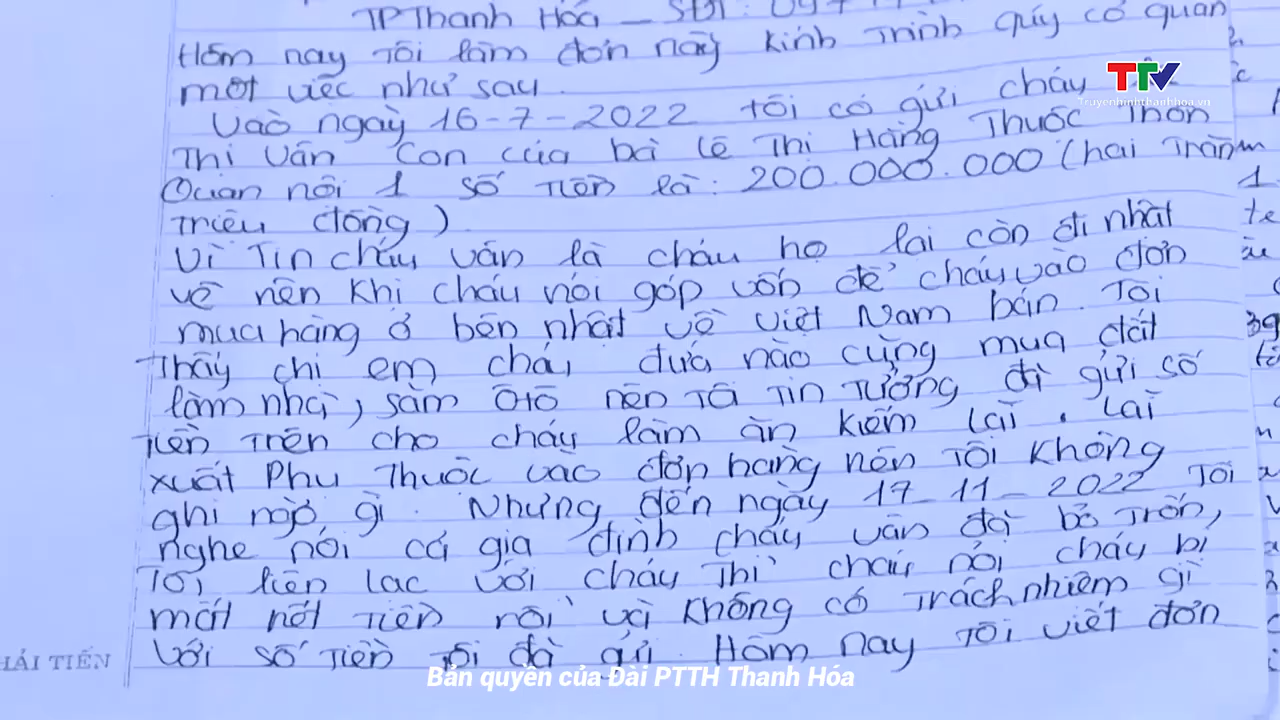 TP Thanh Hóa - SĐT: 097
Hôm nay Tôi làm đơn này kính Trình quý cơ quan
một việc như sau.
Vào ngày 16-7-2022 tôi có gửi cháu
Thị Vân Con của bà Lê Thị Hằng Thuộc Thôn
Quan nội 1 số Tiền là: 200.000.000 (hai Trăm
Triệu đồng)
Vì Tin cháu vân là cháu họ lại còn đi nhật
về nên Khi cháu nói góp vốn để cháu vào đơn
mua hàng ở bên nhật về Việt Nam bán. Tôi
Thấy chị em cháu đứa nào cũng mua đất
làm nhà, sắm ôtô nên Tôi Tin Tưởng đã gửi số
Tiền Trên cho cháu làm ăn kiếm lãi. Lãi
xuất Phụ Thuộc vào đơn hàng nên Tôi Không
ghi ngờ gì. Nhưng đến ngày 17-11-2022 Tôi
nghe nói cả gia đình cháu vân đã bỏ Trốn,
Tôi liên lạc với cháu Thì cháu nói cháu bị
mất hết Tiền rồi và Không có Trách nhiệm gì
Với số Tiền Tôi đã gửi. Hôm nay Tôi viết đơn
HẢI TIẾN
TTV
Truyenhinhthanhhoa.vn
Bản quyền của Đài PTTH Thanh Hóa